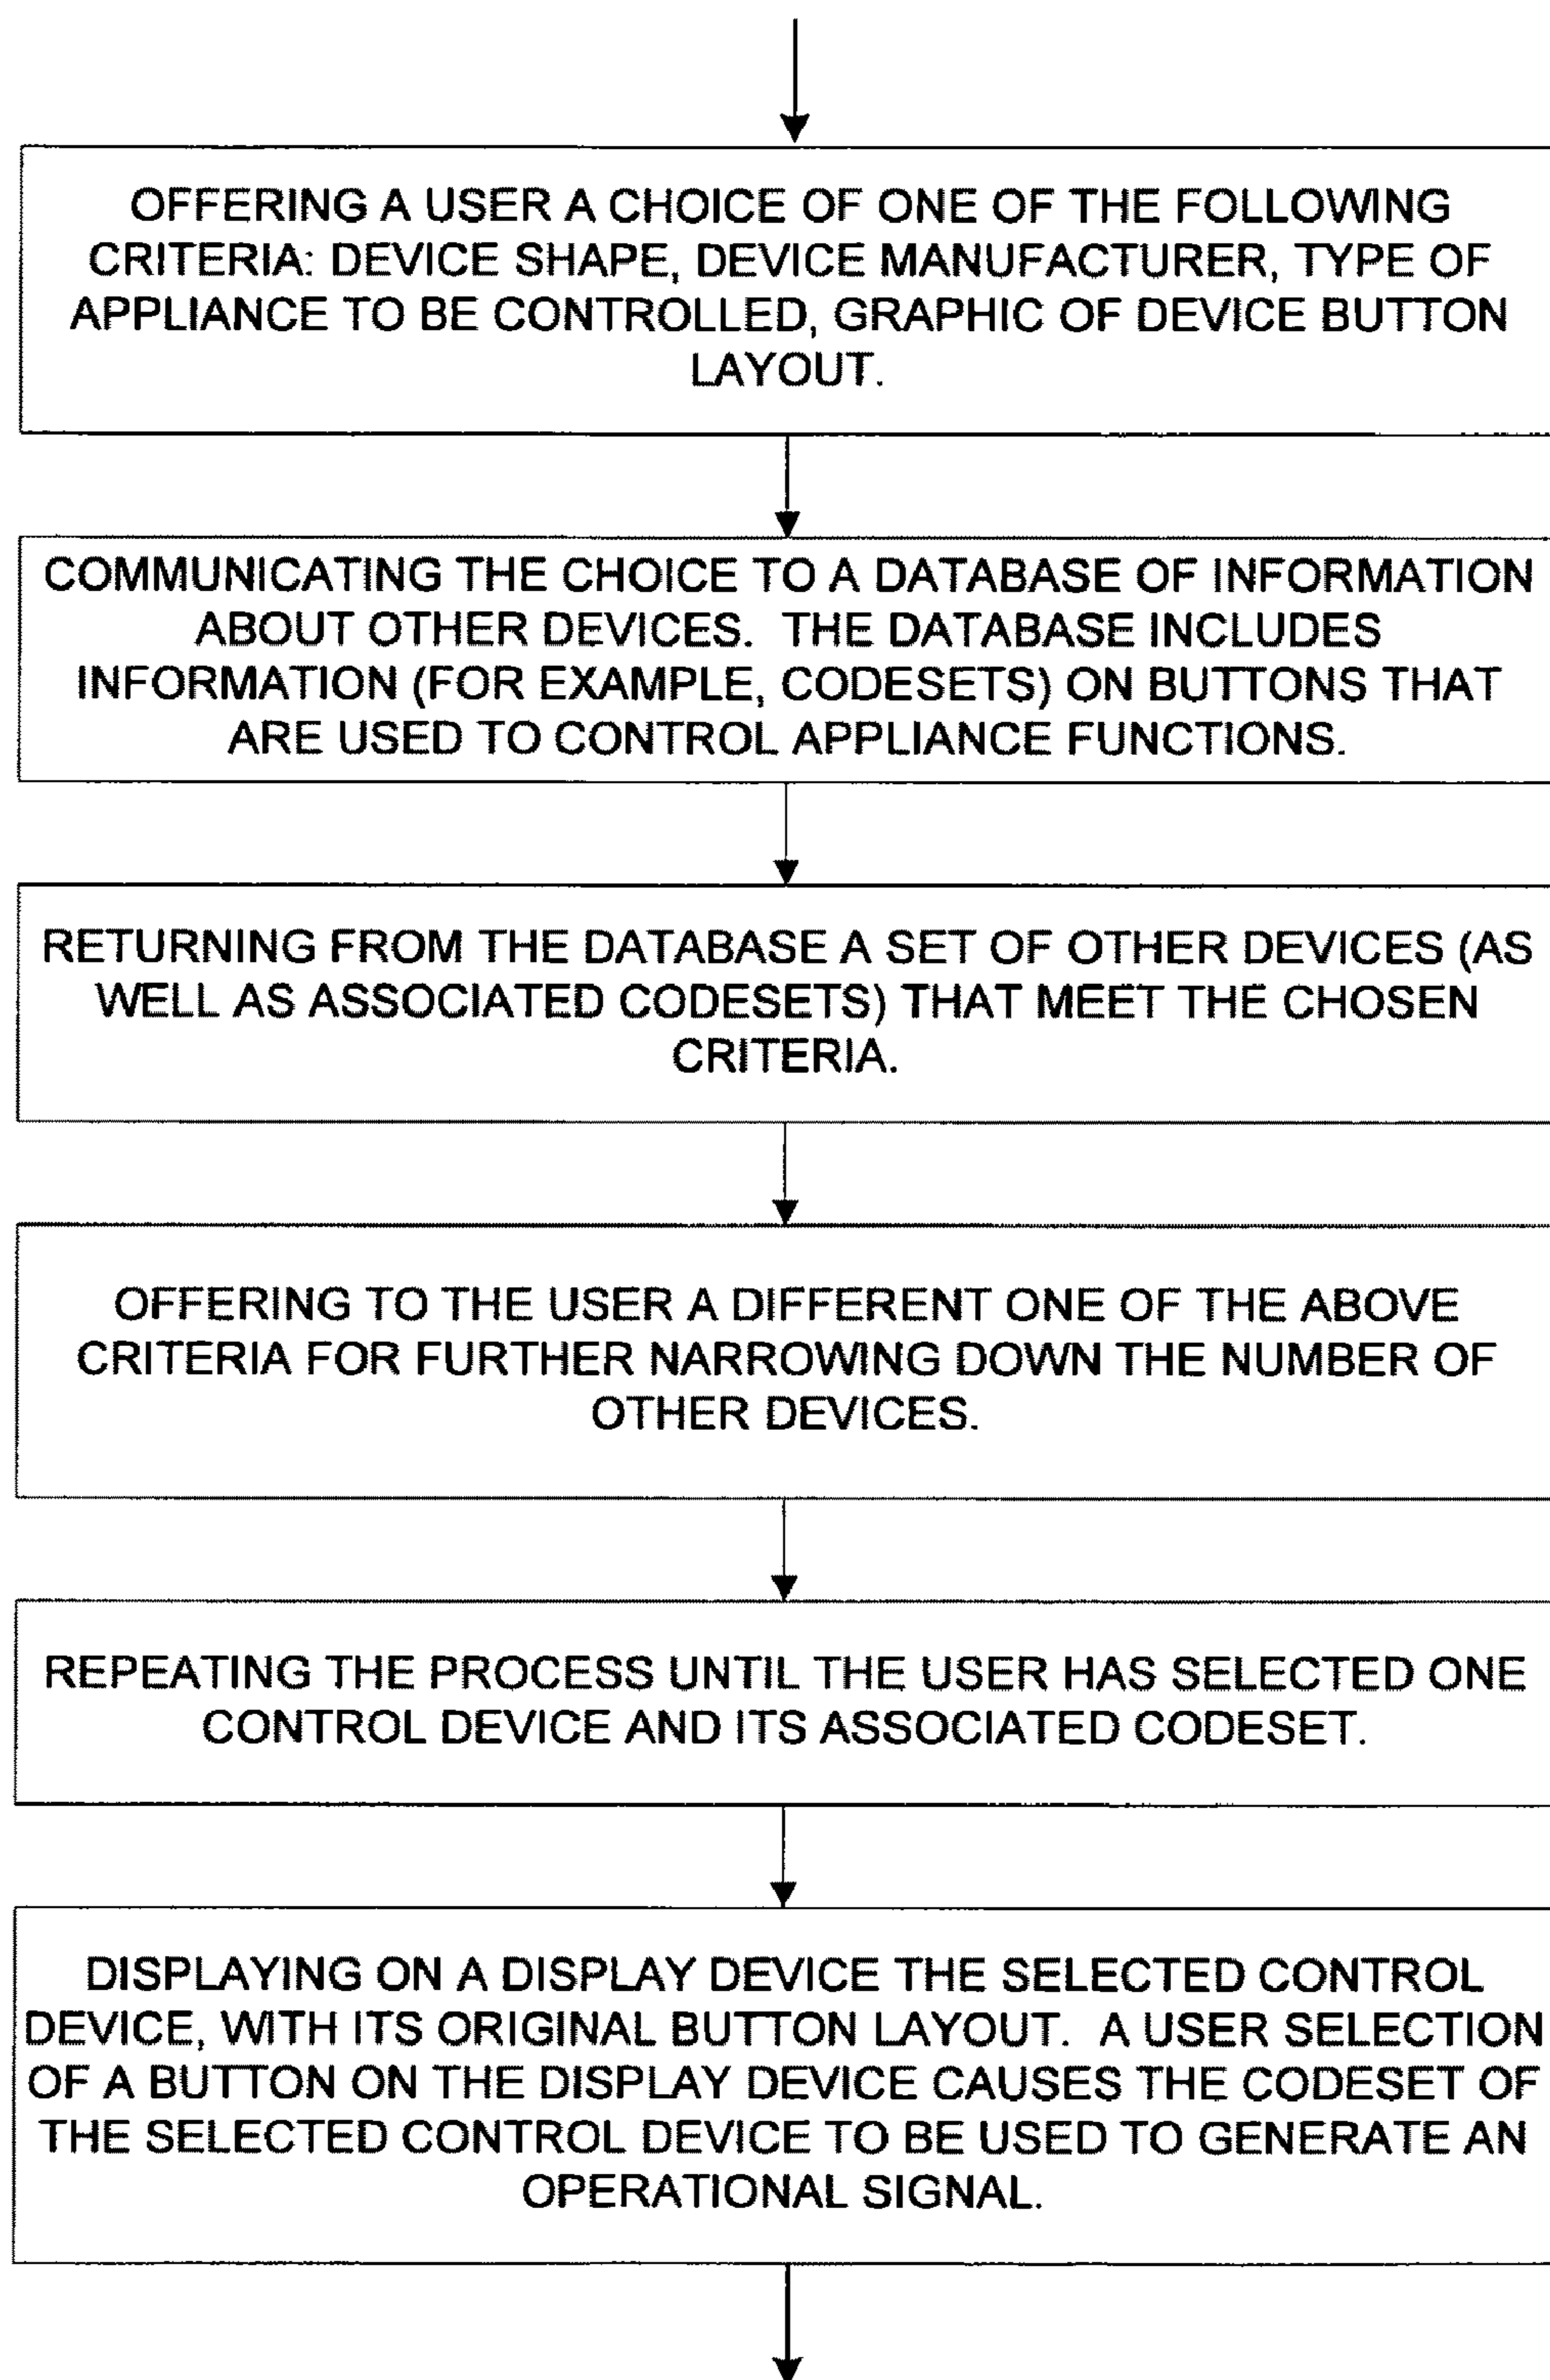 OFFERING A USER A CHOICE OF ONE OF THE FOLLOWING
CRITERIA: DEVICE SHAPE, DEVICE MANUFACTURER, TYPE OF
APPLIANCE TO BE CONTROLLED, GRAPHIC OF DEVICE BUTTON
LAYOUT.
COMMUNICATING THE CHOICE TO A DATABASE OF INFORMATION
ABOUT OTHER DEVICES.  THE DATABASE INCLUDES
INFORMATION (FOR EXAMPLE, CODESETS) ON BUTTONS THAT
ARE USED TO CONTROL APPLIANCE FUNCTIONS.
RETURNING FROM THE DATABASE A SET OF OTHER DEVICES (AS
WELL AS ASSOCIATED CODESETS) THAT MEET THE CHOSEN
CRITERIA.
OFFERING TO THE USER A DIFFERENT ONE OF THE ABOVE
CRITERIA FOR FURTHER NARROWING DOWN THE NUMBER OF
OTHER DEVICES.
REPEATING THE PROCESS UNTIL THE USER HAS SELECTED ONE
CONTROL DEVICE AND ITS ASSOCIATED CODESET.
DISPLAYING ON A DISPLAY DEVICE THE SELECTED CONTROL
DEVICE, WITH ITS ORIGINAL BUTTON LAYOUT.  A USER SELECTION
OF A BUTTON ON THE DISPLAY DEVICE CAUSES THE CODESET OF
THE SELECTED CONTROL DEVICE TO BE USED TO GENERATE AN
OPERATIONAL SIGNAL.